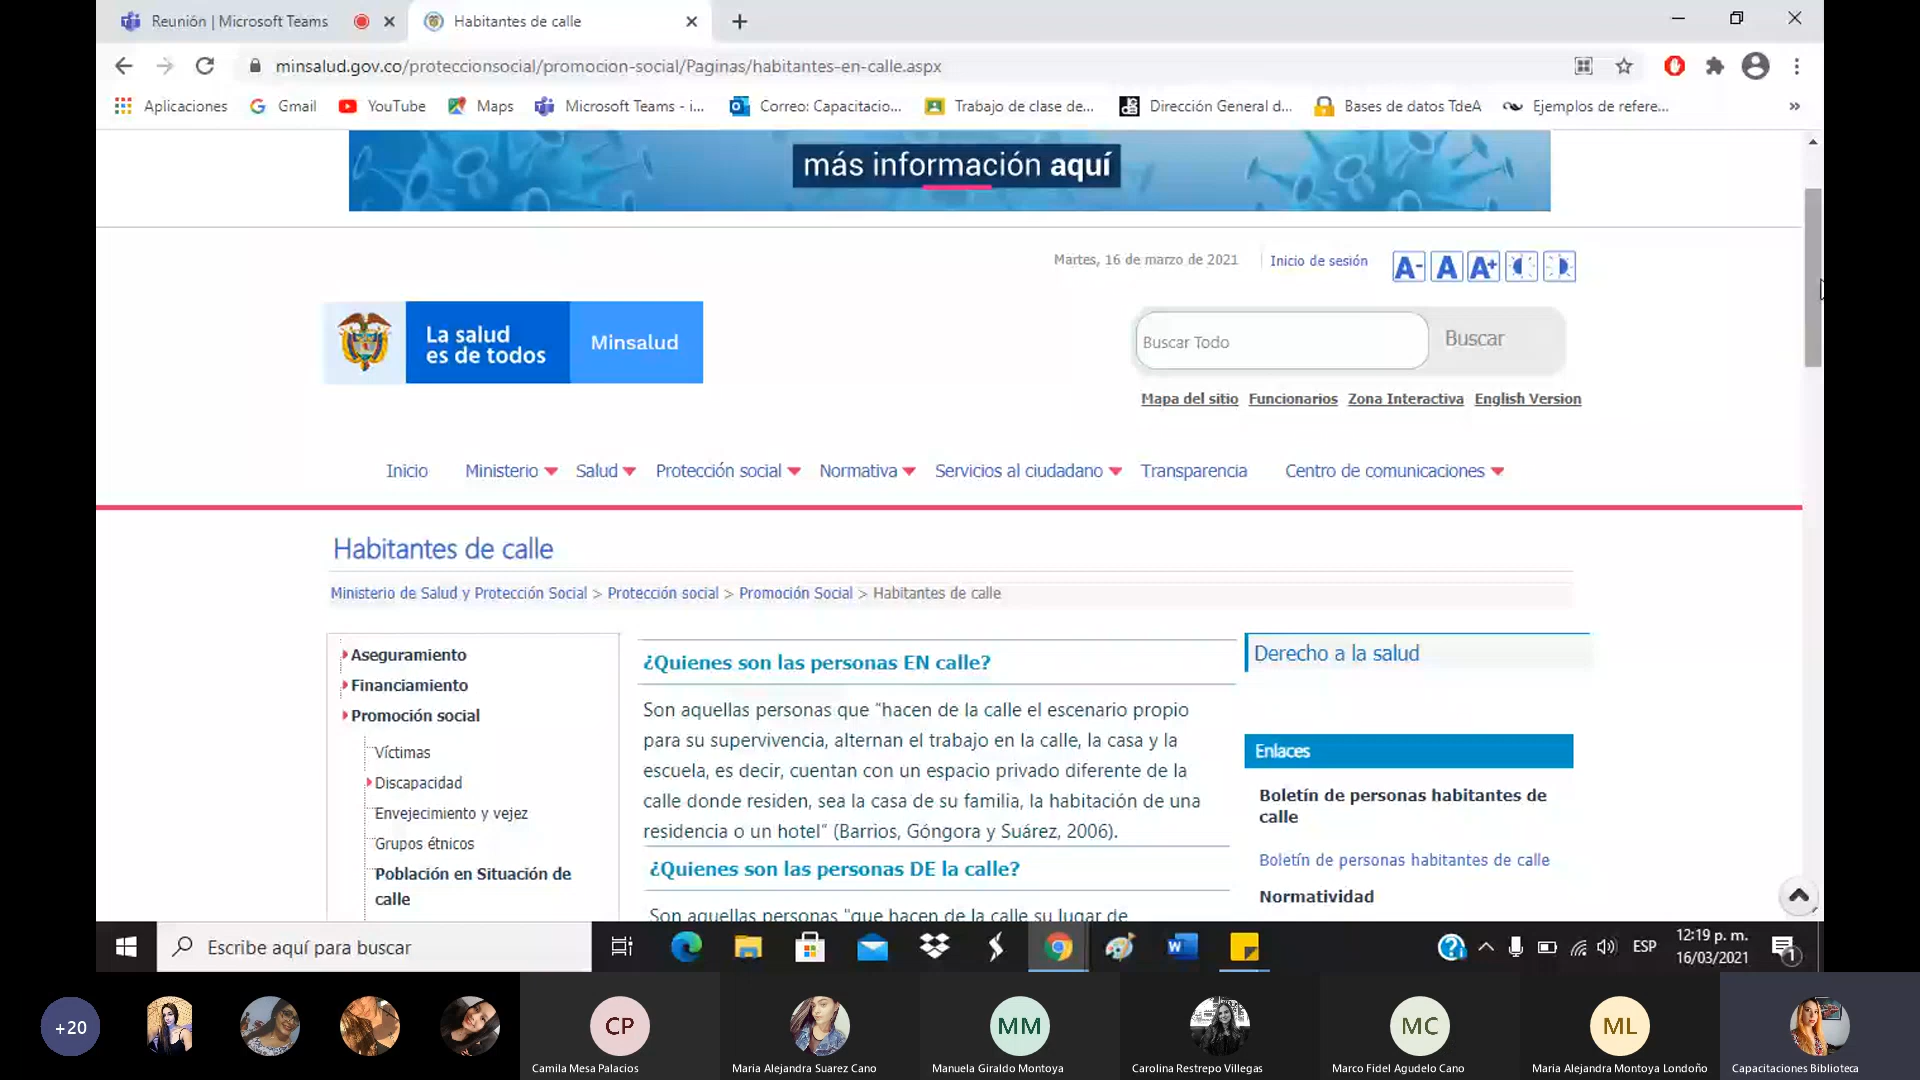 Reunión | Microsoft Teams
Habitantes de calle
minsalud.gov.co/proteccionsocial/promocion-social/Paginas/habitantes-en-calle.aspx
Aplicaciones
Gmail
YouTube
Maps
Microsoft Teams - i...
Correo: Capacitacio...
Trabajo de clase de...
Dirección General d...
Bases de datos TdeA
Ejemplos de refere...
»
más información aquí
Martes, 16 de marzo de 2021
Inicio de sesión
A- A A+
La salud
es de todos
Minsalud
Buscar Todo
Buscar
Mapa del sitio Funcionarios Zona Interactiva English Version
Inicio Ministerio Salud Protección social Normativa Servicios al ciudadano Transparencia Centro de comunicaciones
Habitantes de calle
Ministerio de Salud y Protección Social > Protección social > Promoción Social > Habitantes de calle
Aseguramiento
Financiamiento
Promoción social
Víctimas
Discapacidad
Envejecimiento y vejez
Grupos étnicos
Población en Situación de
calle
¿Quienes son las personas EN calle?
Son aquellas personas que “hacen de la calle el escenario propio
para su supervivencia, alternan el trabajo en la calle, la casa y la
escuela, es decir, cuentan con un espacio privado diferente de la
calle donde residen, sea la casa de su familia, la habitación de una
residencia o un hotel” (Barrios, Góngora y Suárez, 2006).
¿Quienes son las personas DE la calle?
Son aquellas personas “que hacen de la calle su lugar de
Derecho a la salud
Enlaces
Boletín de personas habitantes de
calle
Boletín de personas habitantes de calle
Normatividad
Escribe aquí para buscar
ESP
12:19 p. m.
16/03/2021
1
+20
CP
MM
MC
ML
Camila Mesa Palacios
Maria Alejandra Suarez Cano
Manuela Giraldo Montoya
Carolina Restrepo Villegas
Marco Fidel Agudelo Cano
Maria Alejandra Montoya Londoño
Capacitaciones Biblioteca